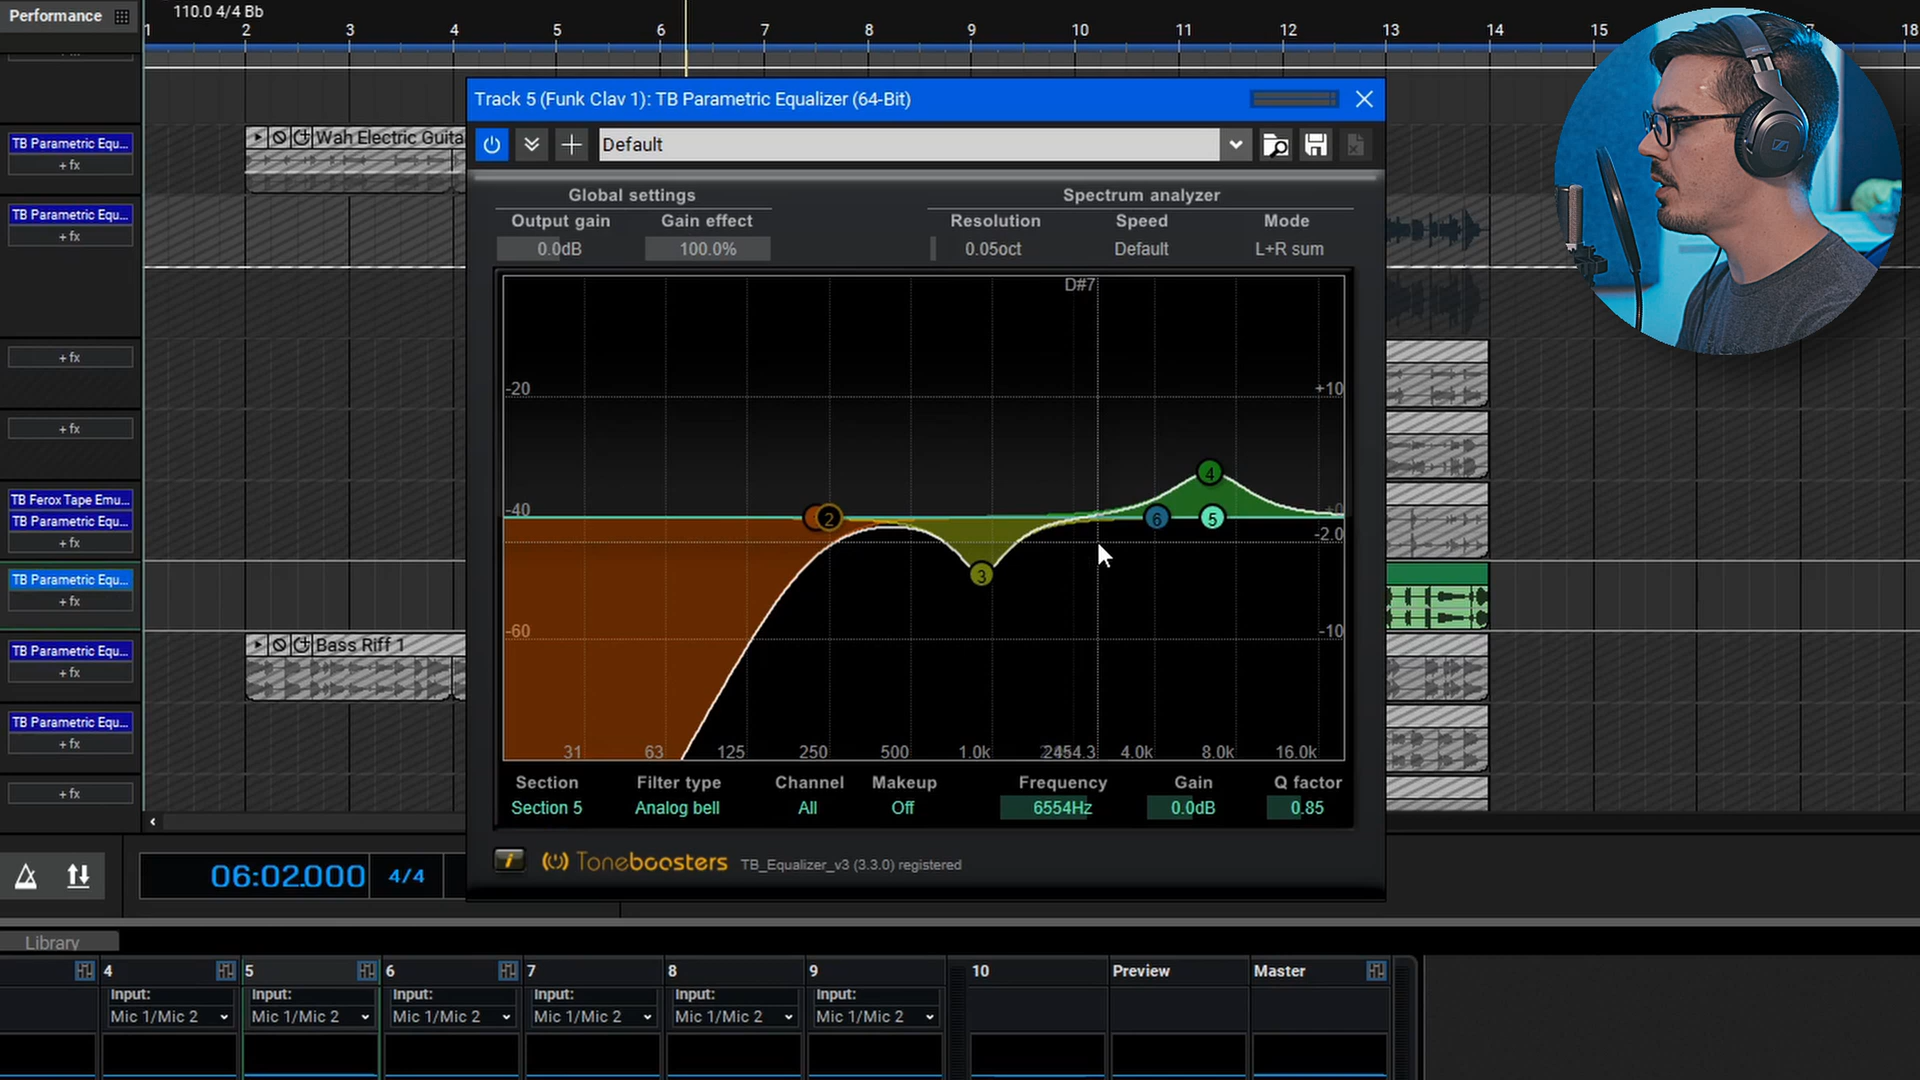 Performance
110.0 4/4 Bb
1 2 3 4 5 6 7 8 9 10 11 12 13 14 15 18
Track 5 (Funk Clav 1): TB Parametric Equalizer (64-Bit)
TB Parametric Equ...
+ fx
Wah Electric Guita
Default
Global settings
Spectrum analyzer
Output gain Gain effect
Resolution Speed Mode
0.0dB 100.0%
0.05oct Default L+R sum
TB Parametric Equ...
+ fx
D#7
+ fx
-20 +10
+ fx
TB Ferox Tape Emu...
TB Parametric Equ...
+ fx
4
-40 +0
2 6 5
-2.0
3
TB Parametric Equ...
+ fx
-60 -10
Bass Riff 1
TB Parametric Equ...
+ fx
TB Parametric Equ...
+ fx
31 63 125 250 500 1.0k 2454.3 4.0k 8.0k 16.0k
Section Filter type Channel Makeup Frequency Gain Q factor
Section 5 Analog bell All Off 6554Hz 0.0dB 0.85
+ fx
06:02.000 4/4
i Toneboosters TB_Equalizer_v3 (3.3.0) registered
Library
4 5 6 7 8 9 10 Preview Master
Input: Input: Input: Input: Input: Input:
Mic 1/Mic 2 Mic 1/Mic 2 Mic 1/Mic 2 Mic 1/Mic 2 Mic 1/Mic 2 Mic 1/Mic 2